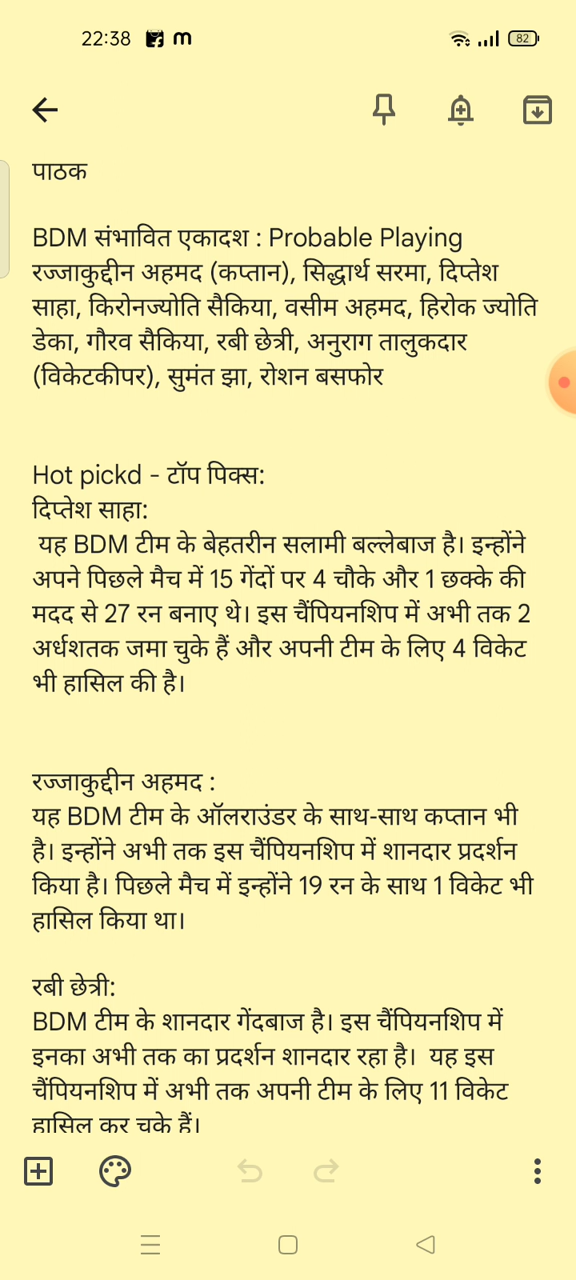 22:38
82
पाठक
BDM संभावित एकादश : Probable Playing
रज्जाकुद्दीन अहमद (कप्तान), सिद्धार्थ सरमा, दिप्तेश
साहा, किरोनज्योति सैकिया, वसीम अहमद, हिरोक ज्योति
डेका, गौरव सैकिया, रबी छेत्री, अनुराग तालुकदार
(विकेटकीपर), सुमंत झा, रोशन बसफोर
Hot pickd - टॉप पिक्स:
दिप्तेश साहा:
यह BDM टीम के बेहतरीन सलामी बल्लेबाज है। इन्होंने
अपने पिछले मैच में 15 गेंदों पर 4 चौके और 1 छक्के की
मदद से 27 रन बनाए थे। इस चैंपियनशिप में अभी तक 2
अर्धशतक जमा चुके हैं और अपनी टीम के लिए 4 विकेट
भी हासिल की है।
रज्जाकुद्दीन अहमद :
यह BDM टीम के ऑलराउंडर के साथ-साथ कप्तान भी
है। इन्होंने अभी तक इस चैंपियनशिप में शानदार प्रदर्शन
किया है। पिछले मैच में इन्होंने 19 रन के साथ 1 विकेट भी
हासिल किया था।
रबी छेत्री:
BDM टीम के शानदार गेंदबाज है। इस चैंपियनशिप में
इनका अभी तक का प्रदर्शन शानदार रहा है। यह इस
चैंपियनशिप में अभी तक अपनी टीम के लिए 11 विकेट
हासिल कर चुके हैं।